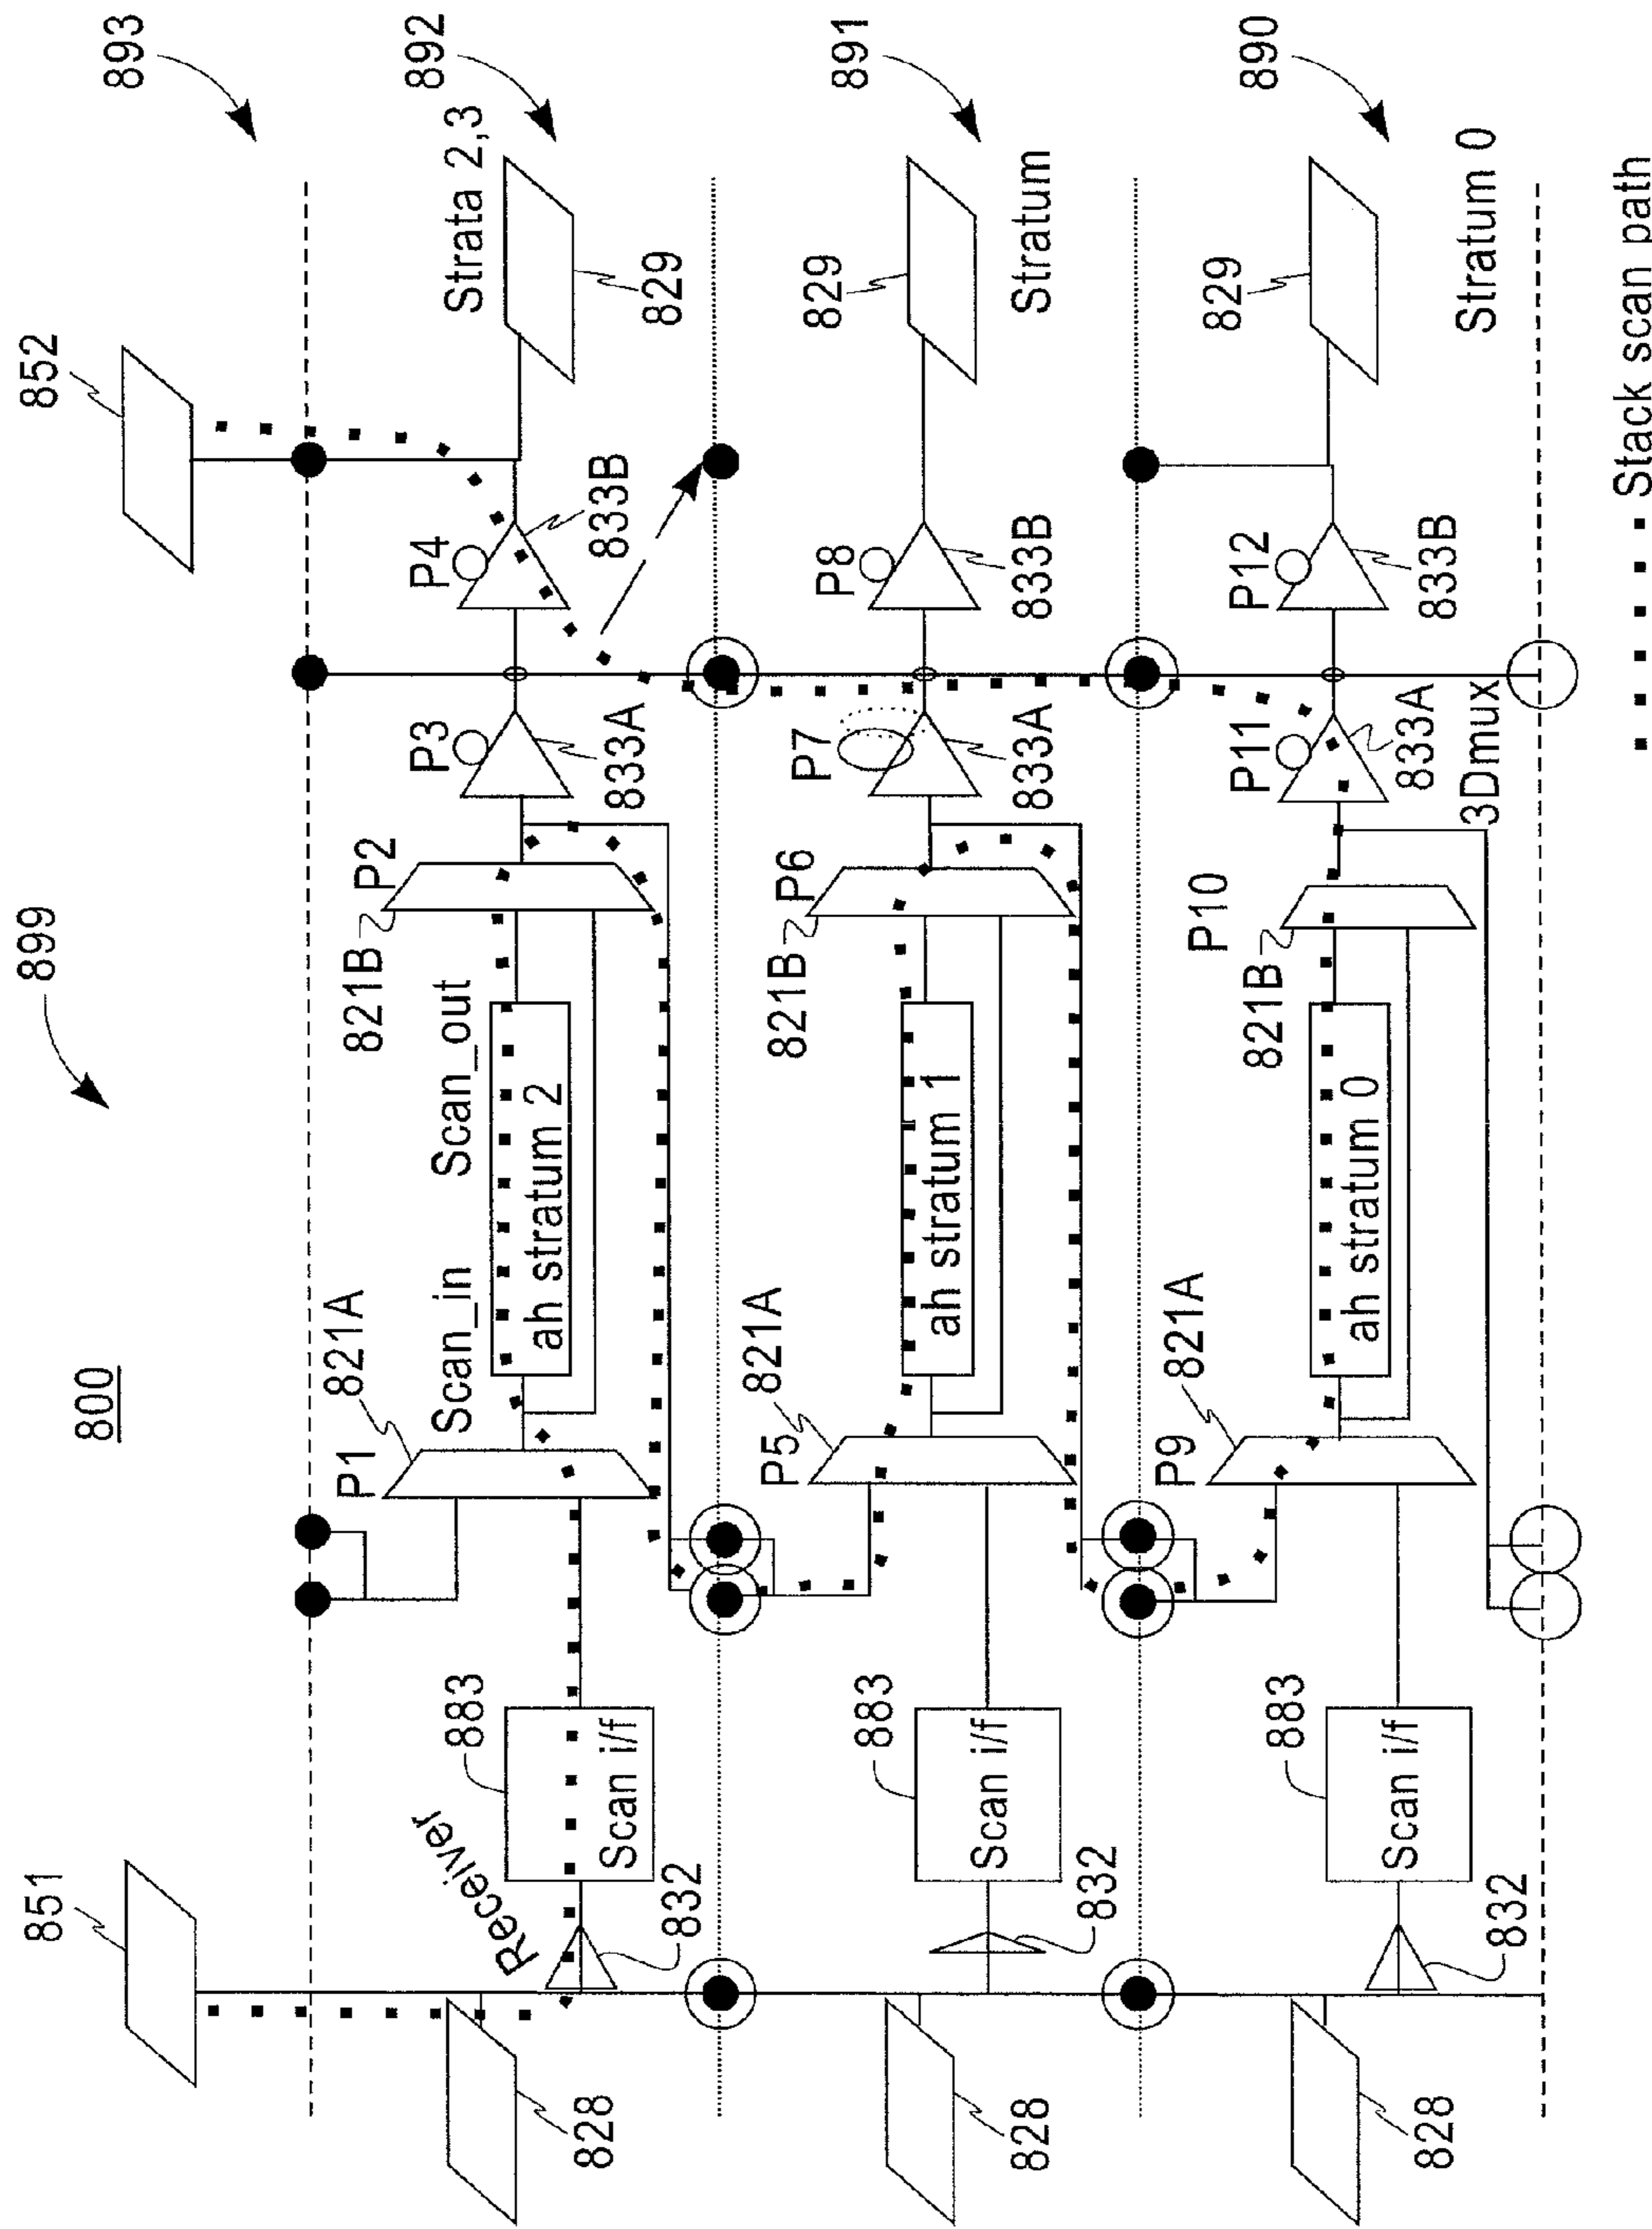 800
899
893
851
852
892
Strata 2,3
Receiver
832
883
Scan i/f
828
P1
821A
Scan_in
Scan_out
ah stratum 2
821B
P2
P3
833A
P4
833B
829
891
Stratum
832
883
Scan i/f
828
P5
821A
ah stratum 1
821B
P6
P7
833A
P8
833B
829
890
Stratum 0
832
883
Scan i/f
828
P9
821A
ah stratum 0
821B
P10
P11
833A
3Dmux
P12
833B
829
Stack scan path